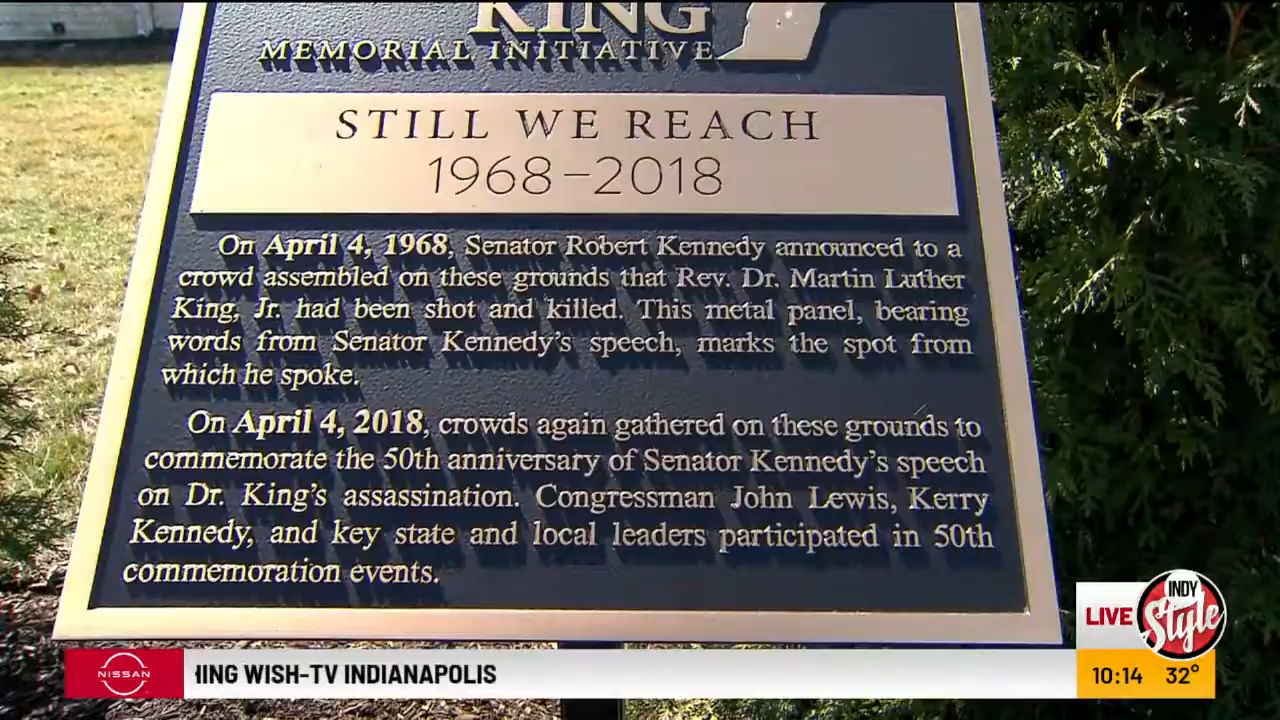 KING
MEMORIAL INITIATIVE
STILL WE REACH
1968-2018
On April 4, 1968, Senator Robert Kennedy announced to a
crowd assembled on these grounds that Rev. Dr. Martin Luther
King, Jr. had been shot and killed. This metal panel, bearing
words from Senator Kennedy's speech, marks the spot from
which he spoke.
On April 4, 2018, crowds again gathered on these grounds to
commemorate the 50th anniversary of Senator Kennedy's speech
on Dr. King's assassination. Congressman John Lewis, Kerry
Kennedy, and key state and local leaders participated in 50th
commemoration events.
LIVE
INDY
Style
NISSAN
HING WISH-TV INDIANAPOLIS
10:14 32°